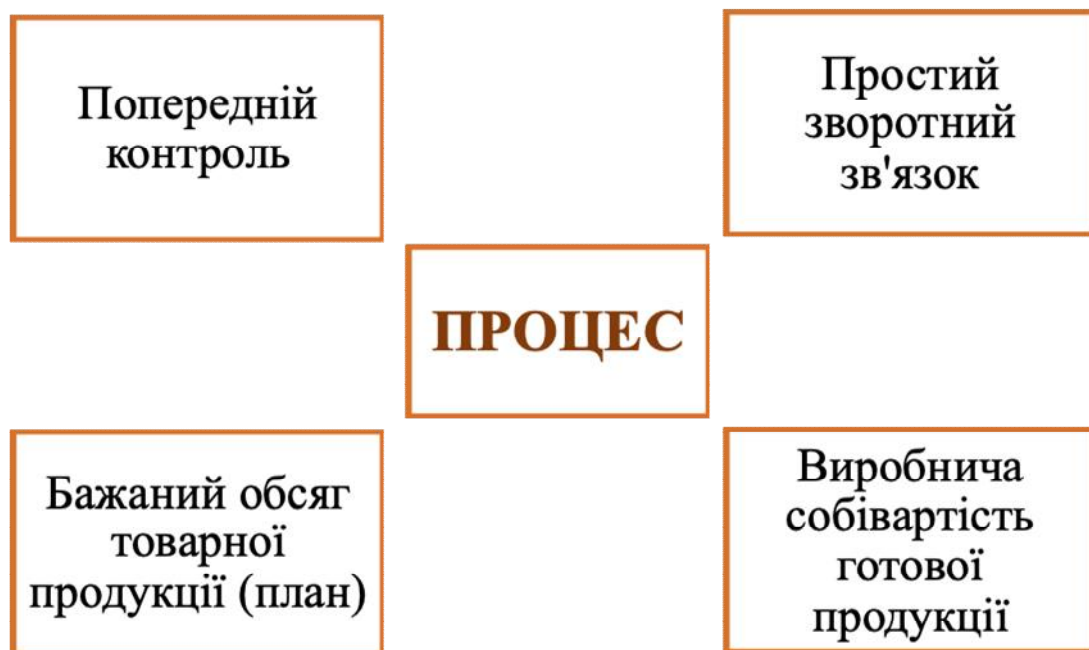 Попередній
контроль
Простий
зворотний
зв'язок
ПРОЦЕС
Бажаний обсяг
товарної
продукції (план)
Виробнича
собівартість
готової
продукції